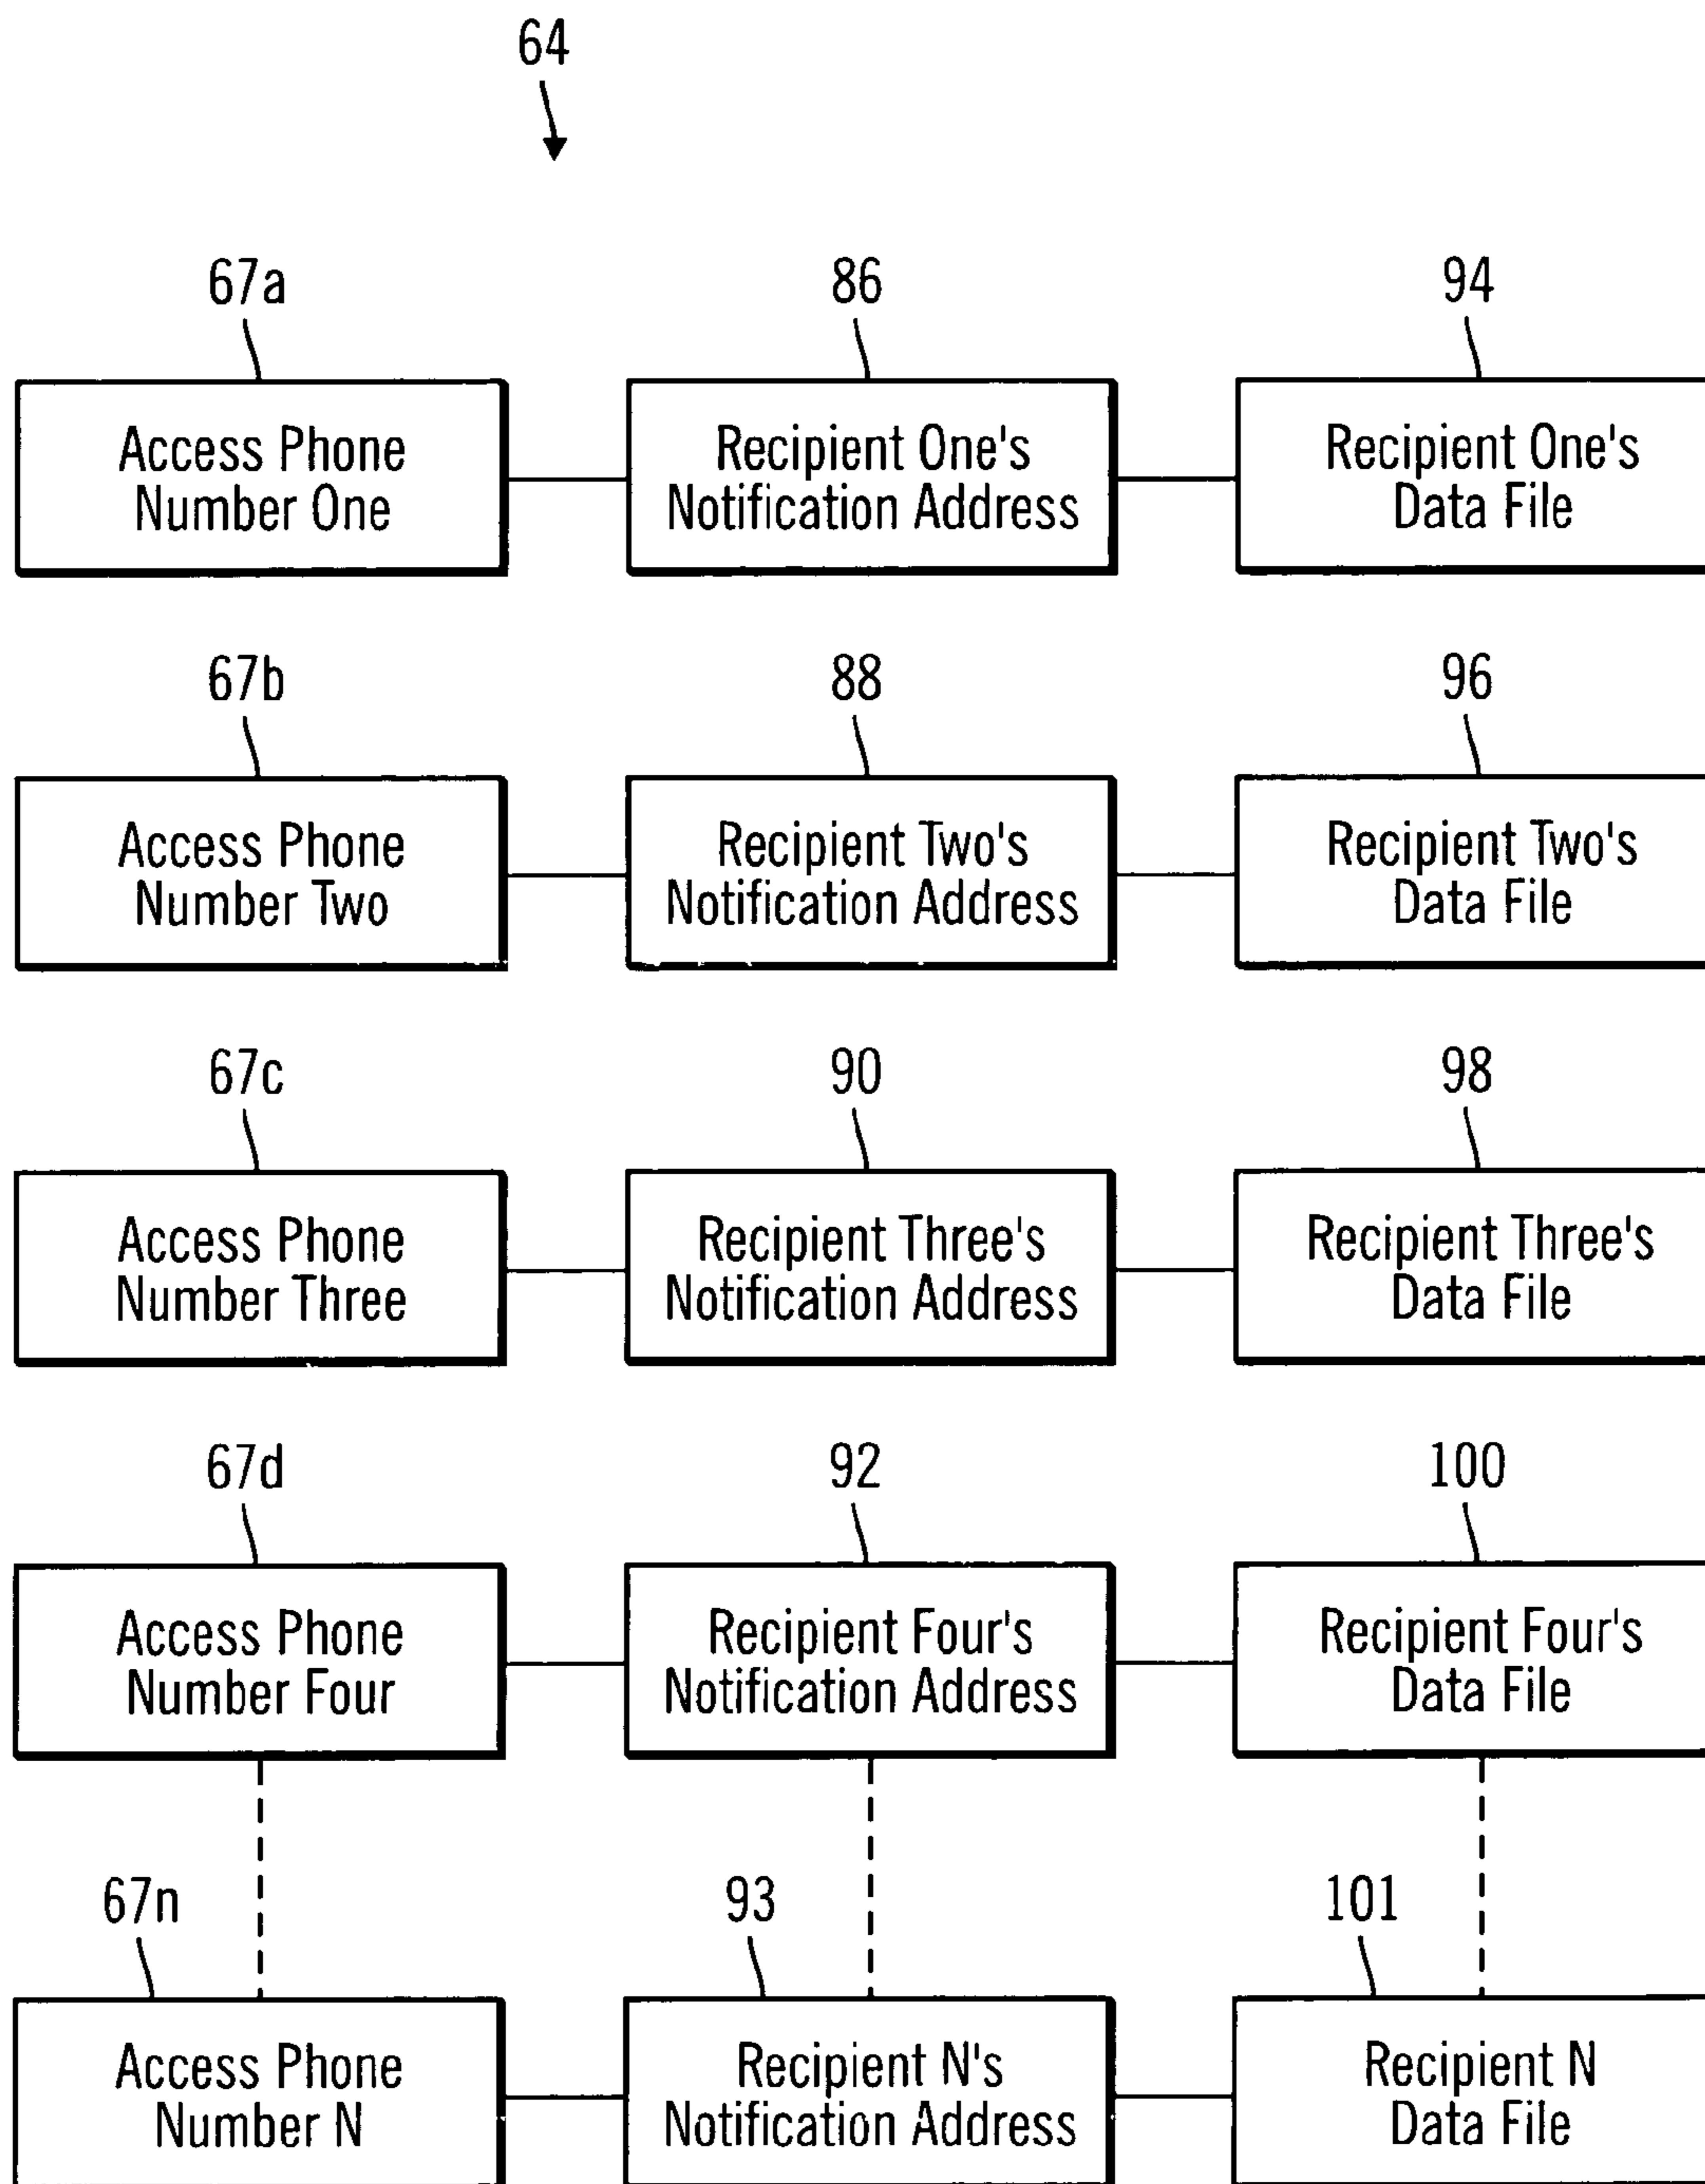 64
67a
86
94
Access Phone
Number One
Recipient One's
Notification Address
Recipient One's
Data File
67b
88
96
Access Phone
Number Two
Recipient Two's
Notification Address
Recipient Two's
Data File
67c
90
98
Access Phone
Number Three
Recipient Three's
Notification Address
Recipient Three's
Data File
67d
92
100
Access Phone
Number Four
Recipient Four's
Notification Address
Recipient Four's
Data File
67n
93
101
Access Phone
Number N
Recipient N's
Notification Address
Recipient N
Data File